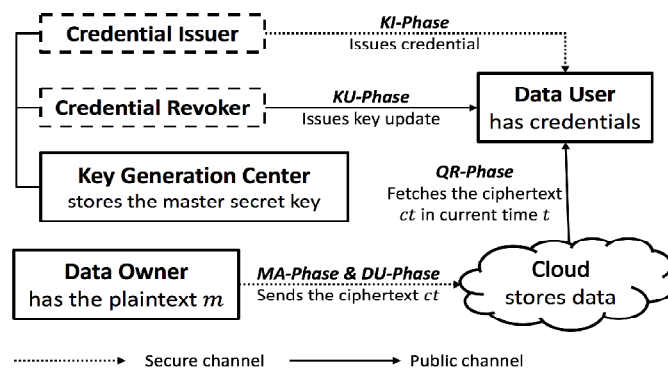 Credential Issuer
KI-Phase
Issues credential
Credential Revoker
KU-Phase
Issues key update
Data User
has credentials
Key Generation Center
stores the master secret key
QR-Phase
Fetches the ciphertext
ct in current time t
Data Owner
has the plaintext m
MA-Phase & DU-Phase
Sends the ciphertext ct
Cloud
stores data
Secure channel
Public channel